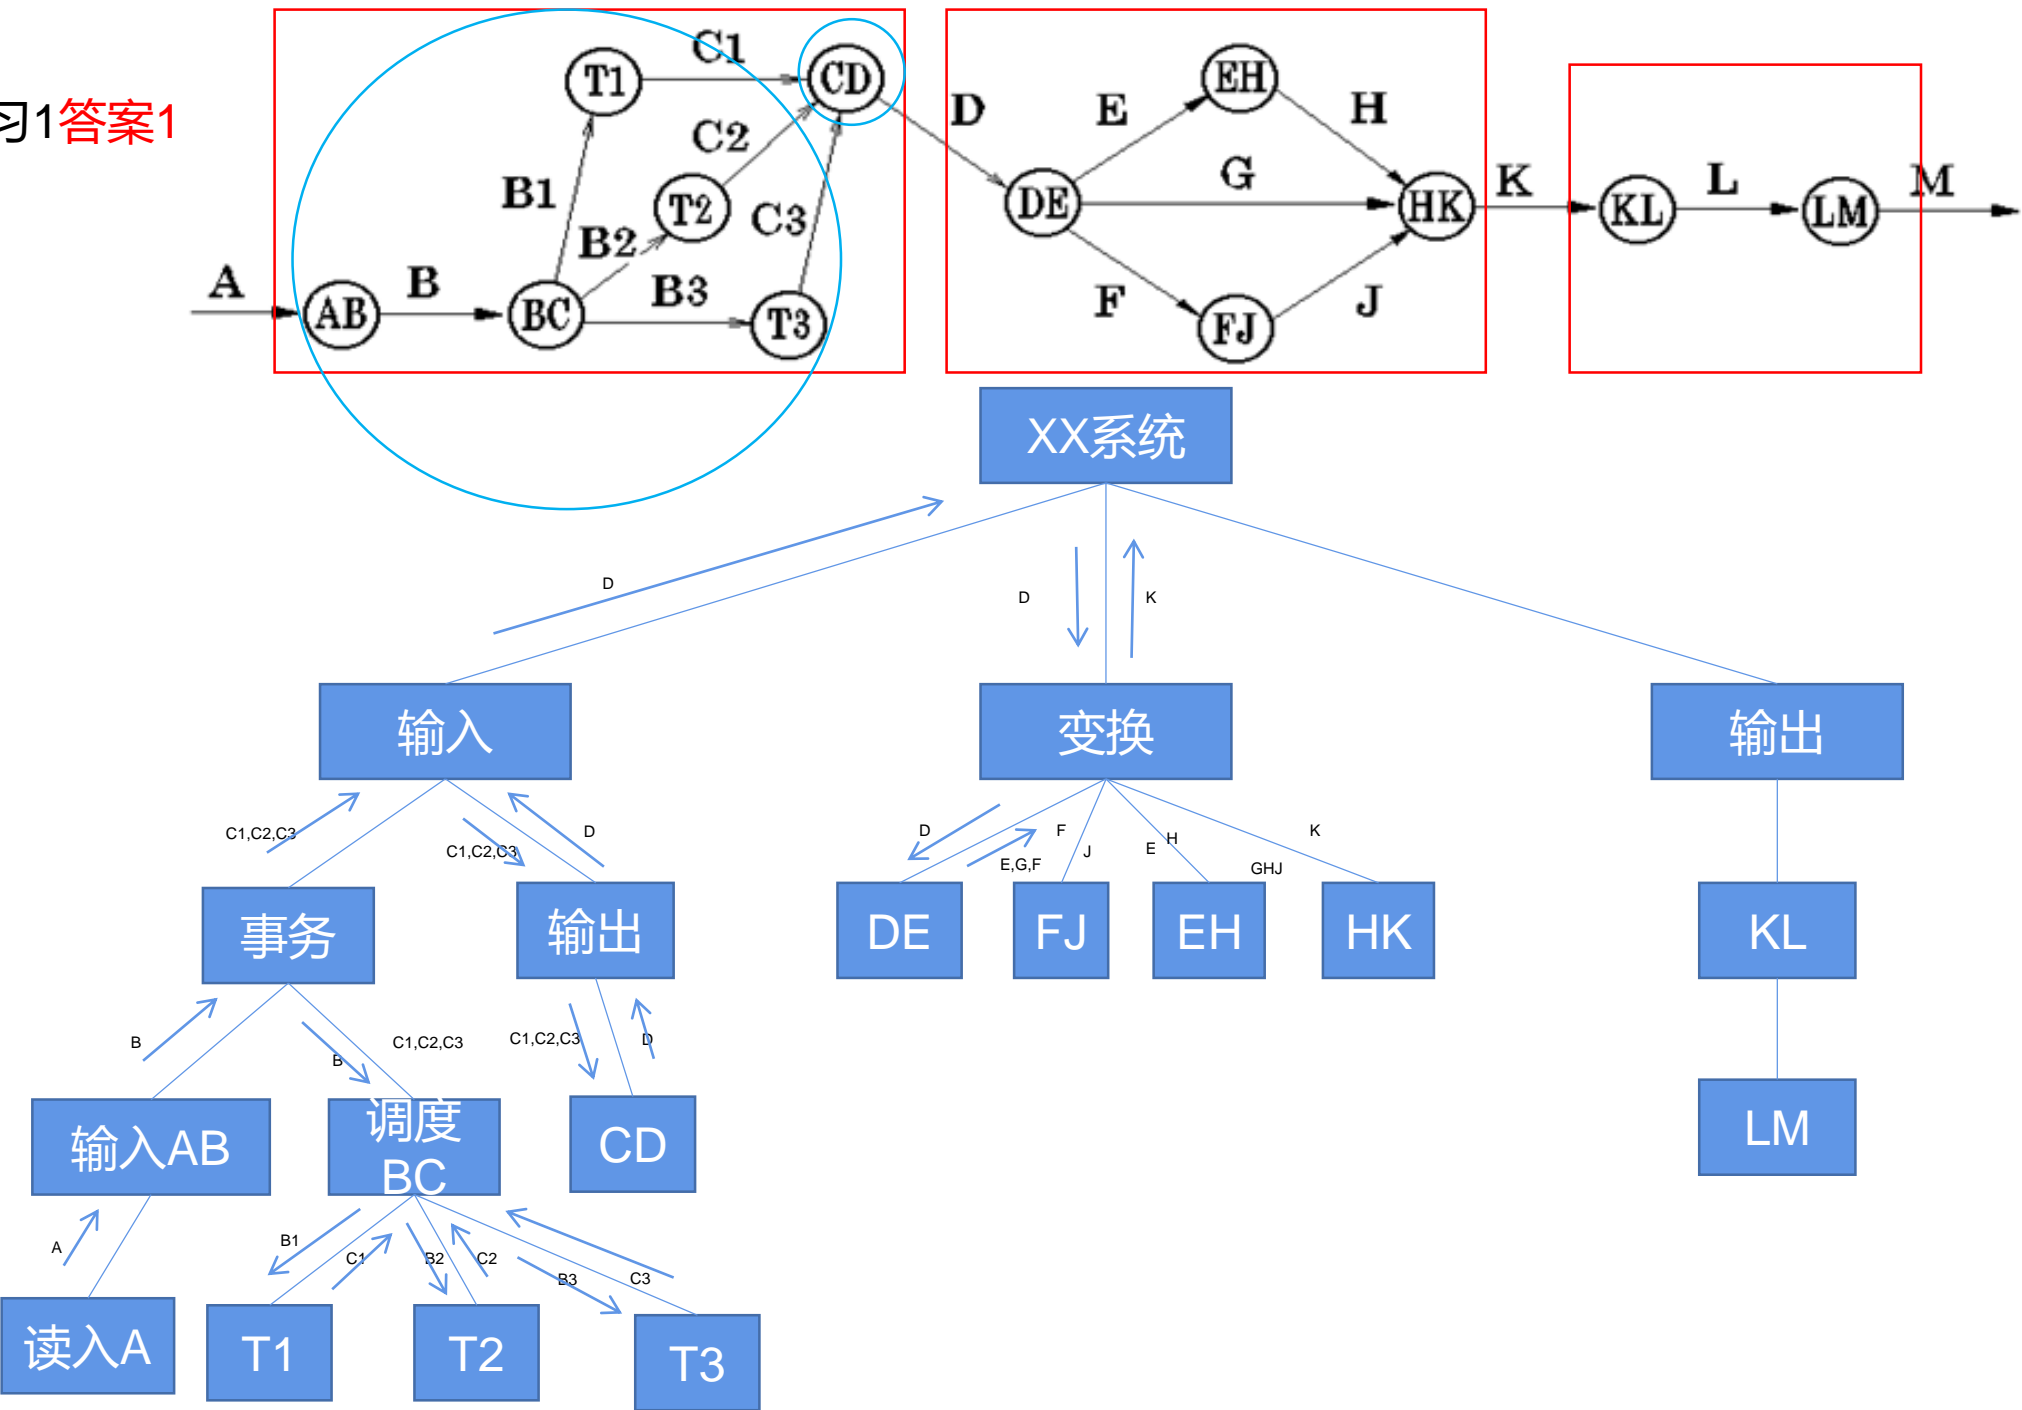 习1答案1
C1
T1
CD
EH
D
E
H
C2
B1
T2
C3
G
K
L
M
DE
HK
KL
LM
B2
A
B
B3
F
J
AB
BC
T3
FJ
XX系统
D
D
K
输入
变换
输出
C1,C2,C3
C1,C2,C3
D
D
E,G,F
F
J
E
H
GHJ
K
事务
输出
DE
FJ
EH
HK
KL
B
B
C1,C2,C3
C1,C2,C3
D
输入AB
调度
BC
CD
LM
A
B1
C1
B2
C2
B3
C3
读入A
T1
T2
T3